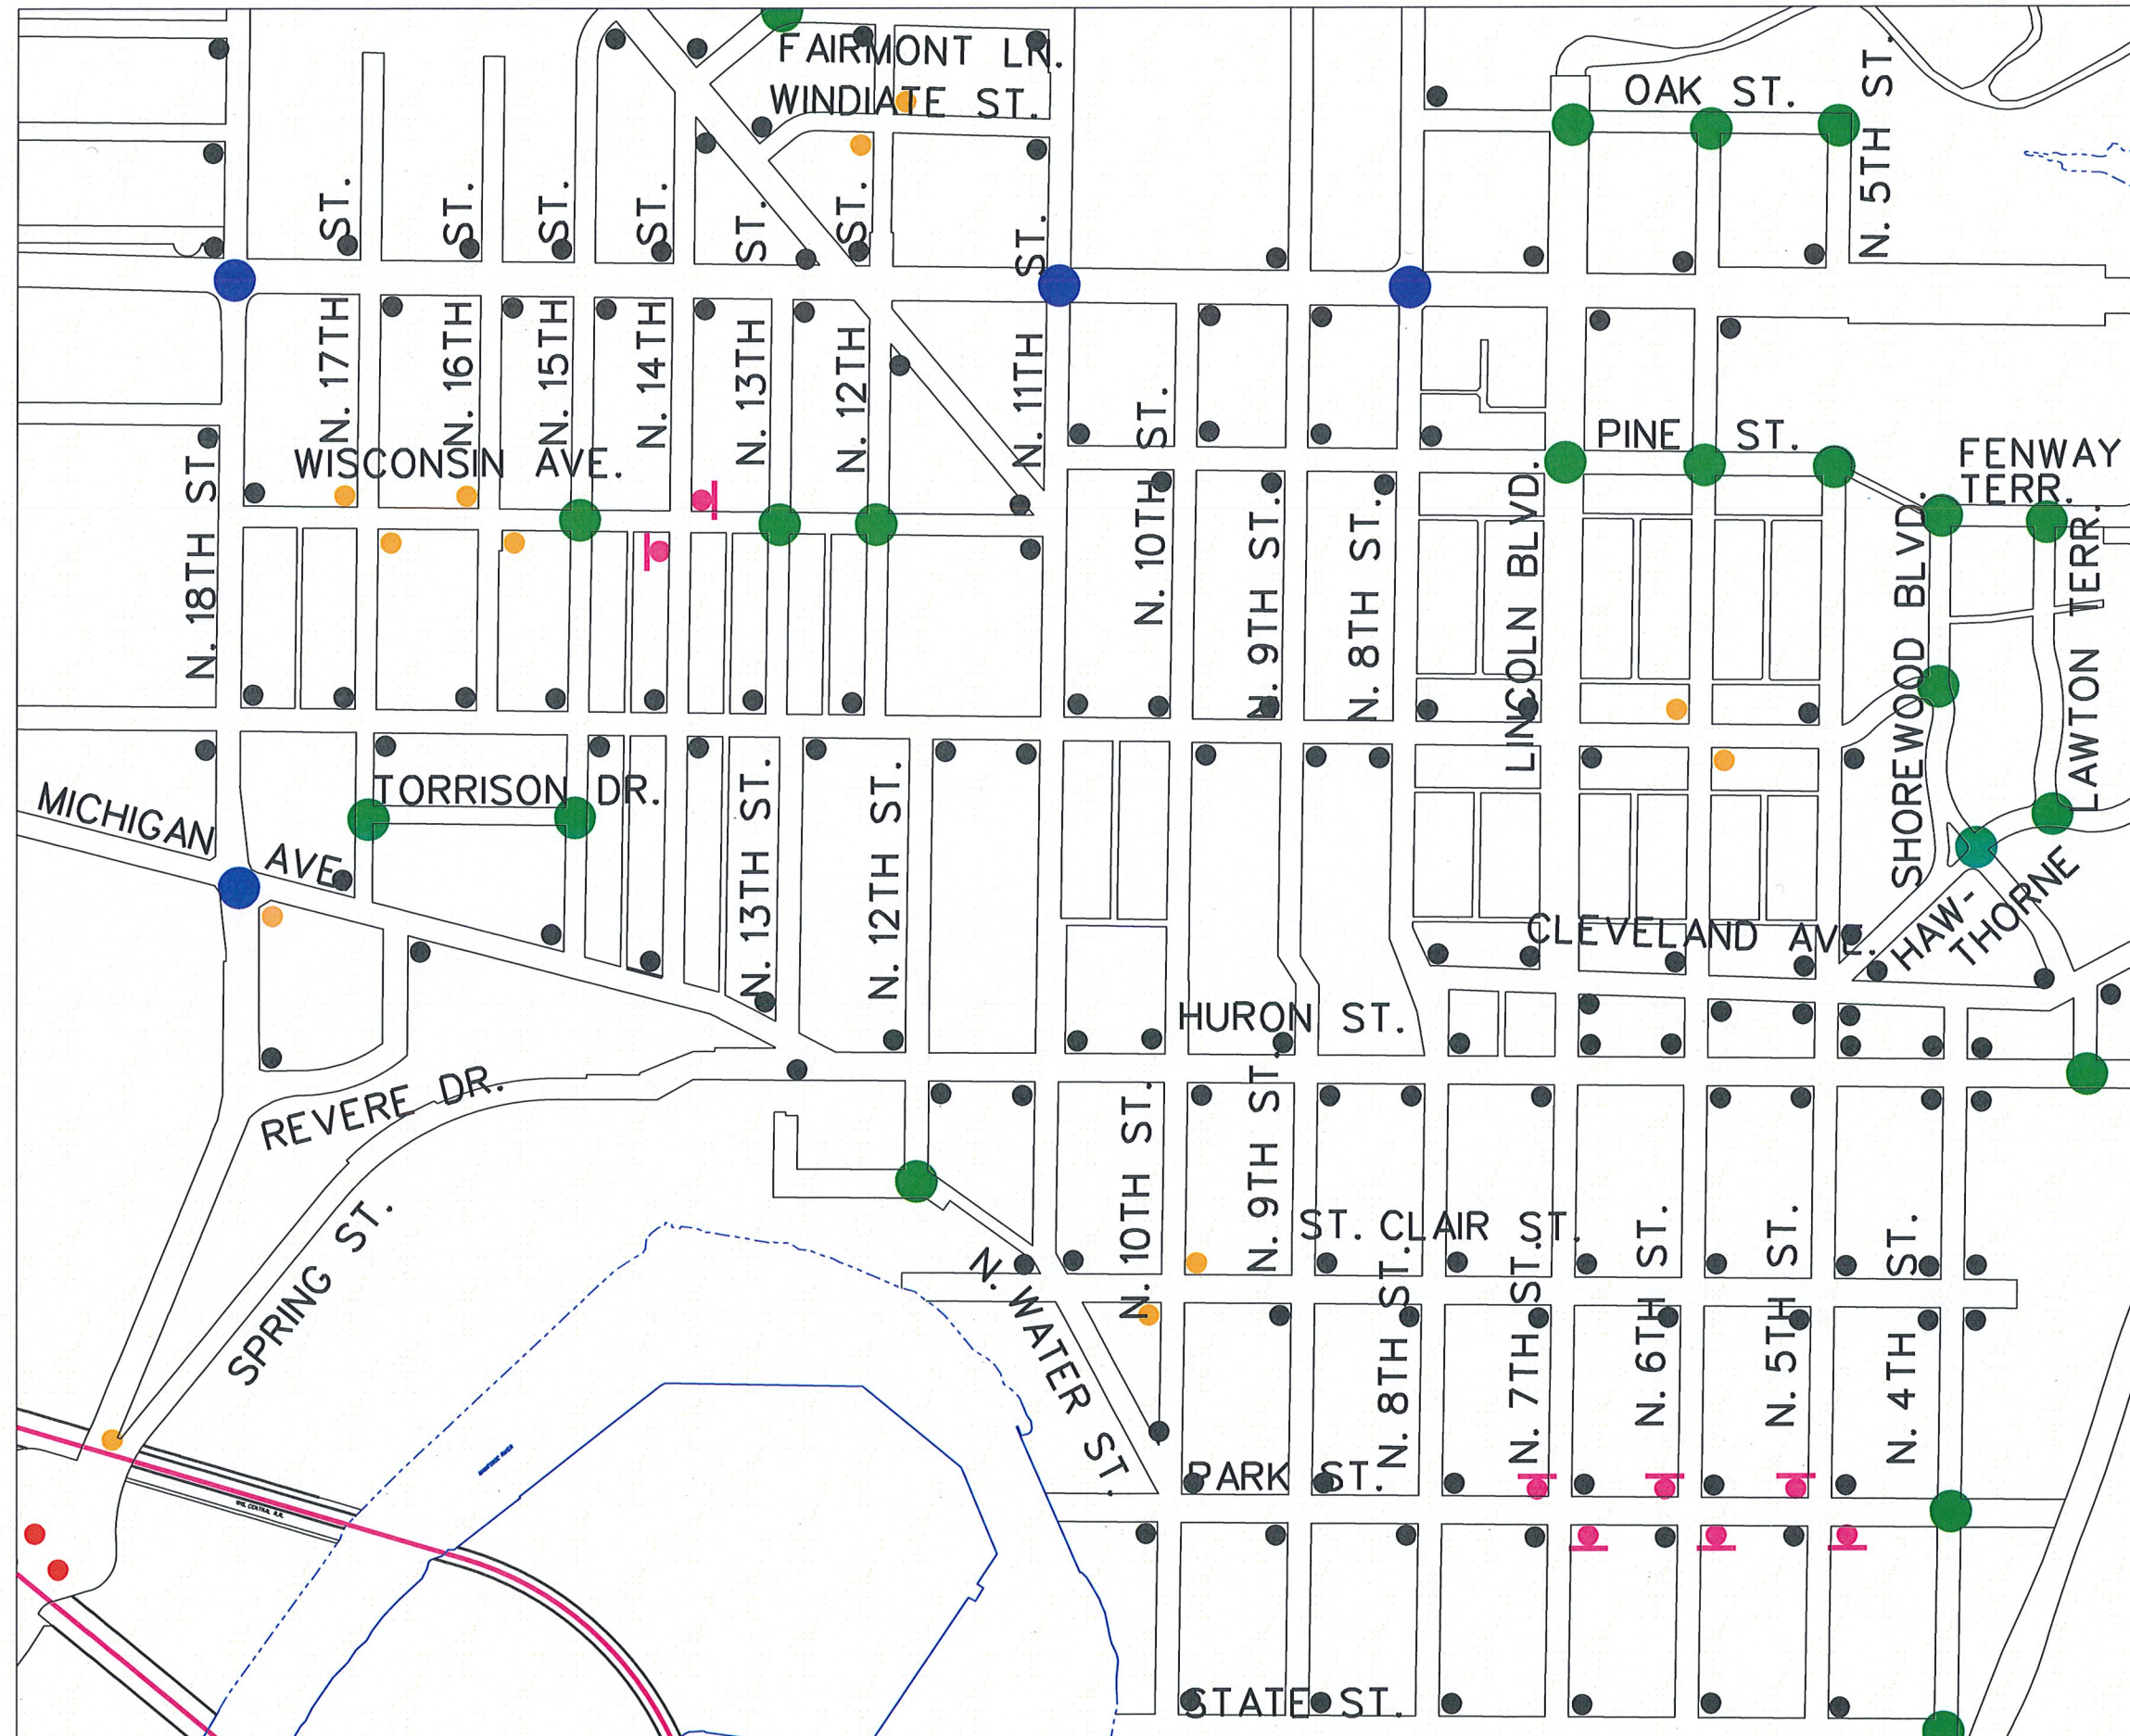 FAIRMONT LN.
WINDIATE ST.
OAK ST.
N. 5TH ST.
N. 17TH ST.
N. 16TH ST.
N. 15TH ST.
N. 14TH ST.
N. 13TH ST.
N. 12TH ST.
N. 11TH ST.
WISCONSIN AVE.
PINE ST.
FENWAY
TERR.
N. 18TH ST.
N. 10TH ST.
N. 9TH ST.
N. 8TH ST.
LINCOLN BLVD.
SHOREWOOD BLVD.
LAWTON TERR.
MICHIGAN AVE.
TORRISON DR.
N. 13TH ST.
N. 12TH ST.
CLEVELAND AVE.
HAW-
THORNE
HURON ST.
REVERE DR.
SPRING ST.
N. 10TH ST.
N. 9TH ST.
ST. CLAIR ST.
N. WATER ST.
N. 8TH ST.
N. 7TH ST.
N. 6TH ST.
N. 5TH ST.
N. 4TH ST.
WIS. CENTRAL R.R.
PARK ST.
STATE ST.